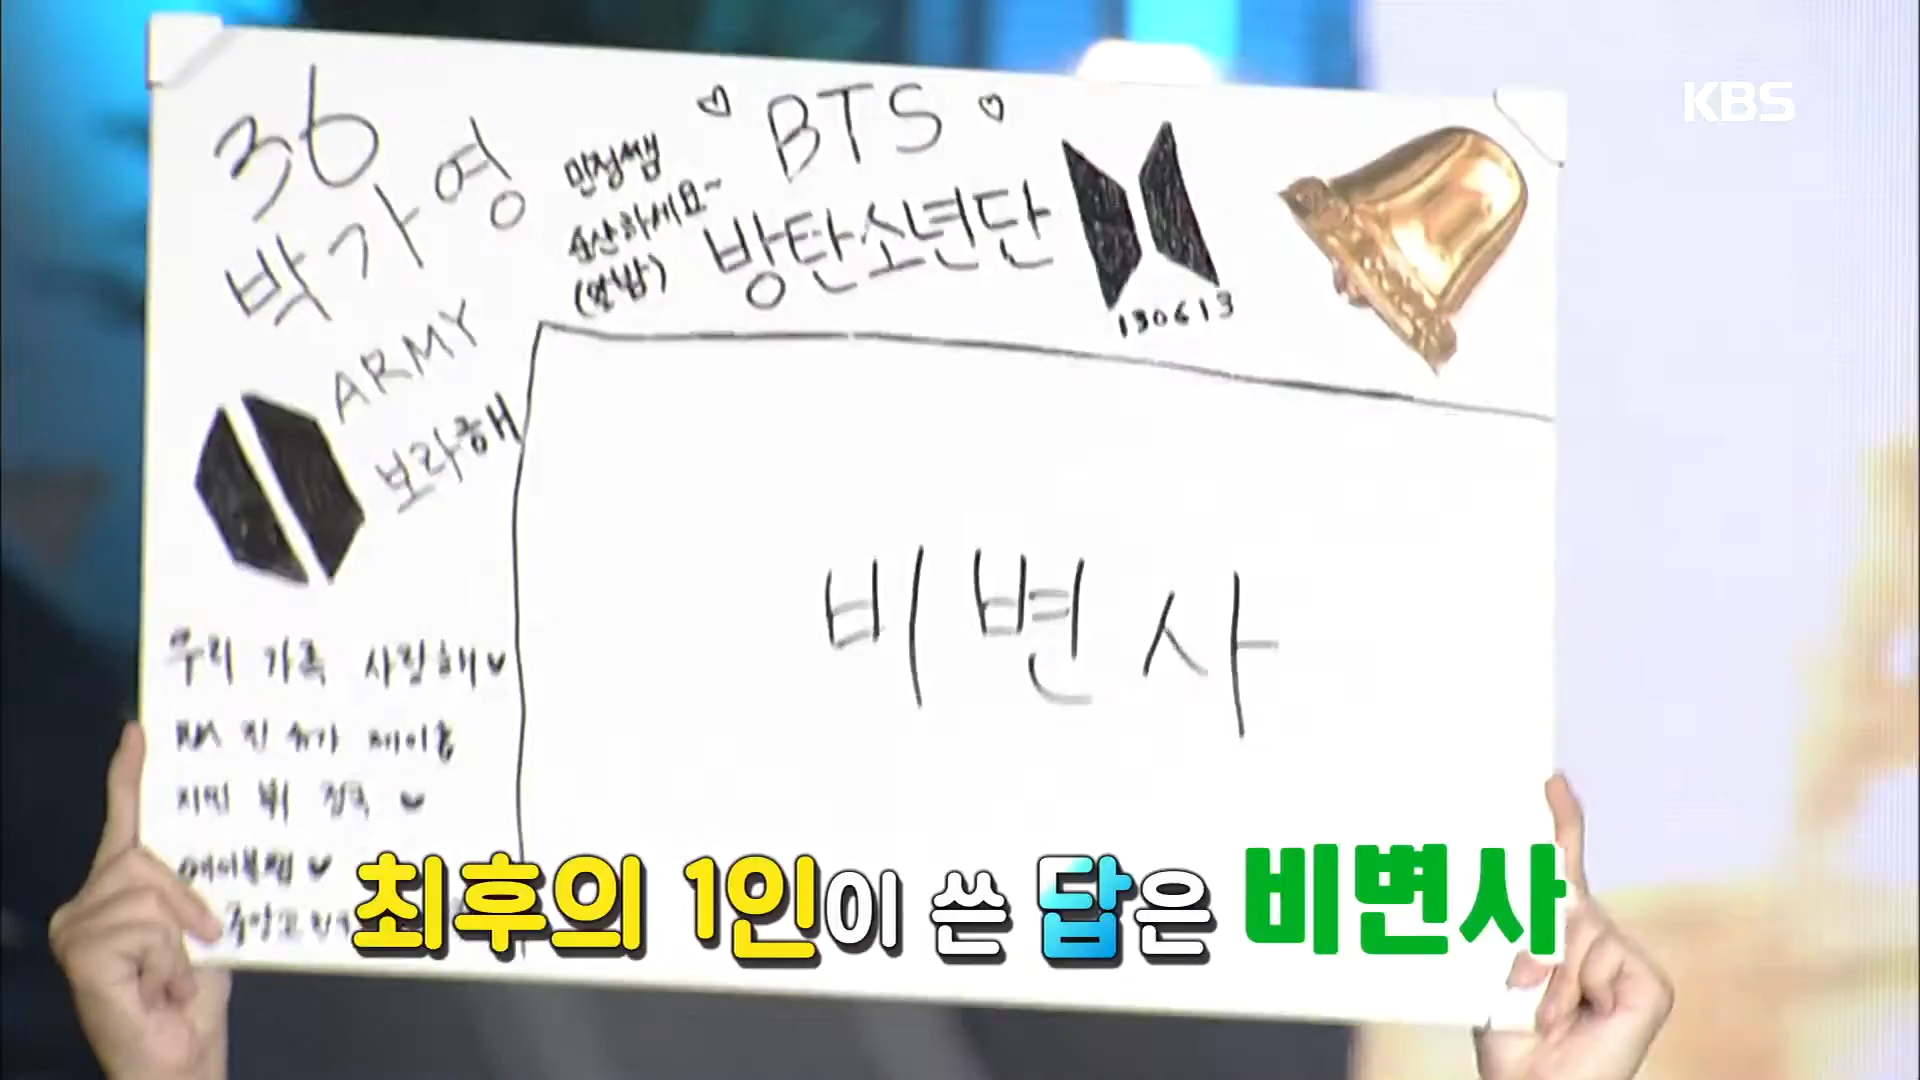 KBS
36
박가영
민정쌤
순산하세요~
(얀밥)
BTS
방탄소년단
130613
ARMY
보라해
비변사
우리 가족 사랑해
RM 진 슈가 제이홉
지민 뷔 정국
최후의 1인이 쓴 답은 비변사